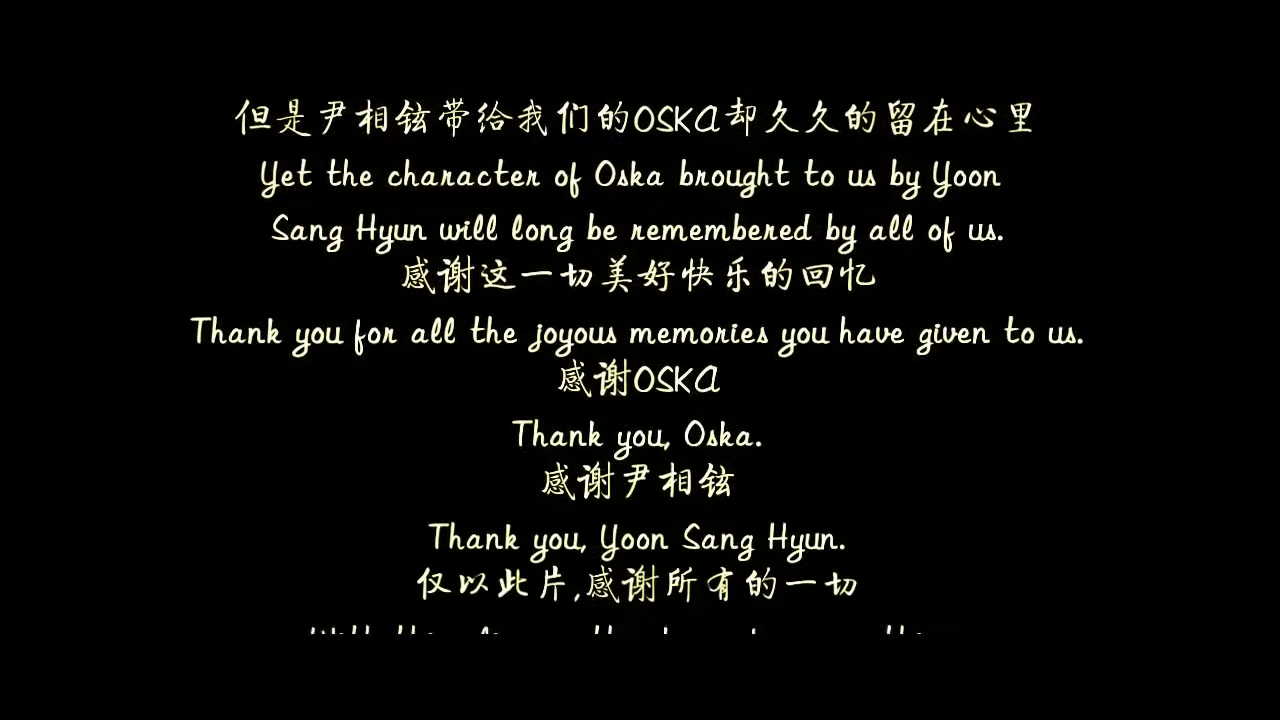 但是尹相铉带给我们的OSKA却久久的留在心里
Yet the character of Oska brought to us by Yoon
Sang Hyun will long be remembered by all of us.
感谢这一切美好快乐的回忆
Thank you for all the joyous memories you have given to us.
感谢OSKA
Thank you, Oska.
感谢尹相铉
Thank you, Yoon Sang Hyun.
仅以此片,感谢所有的一切